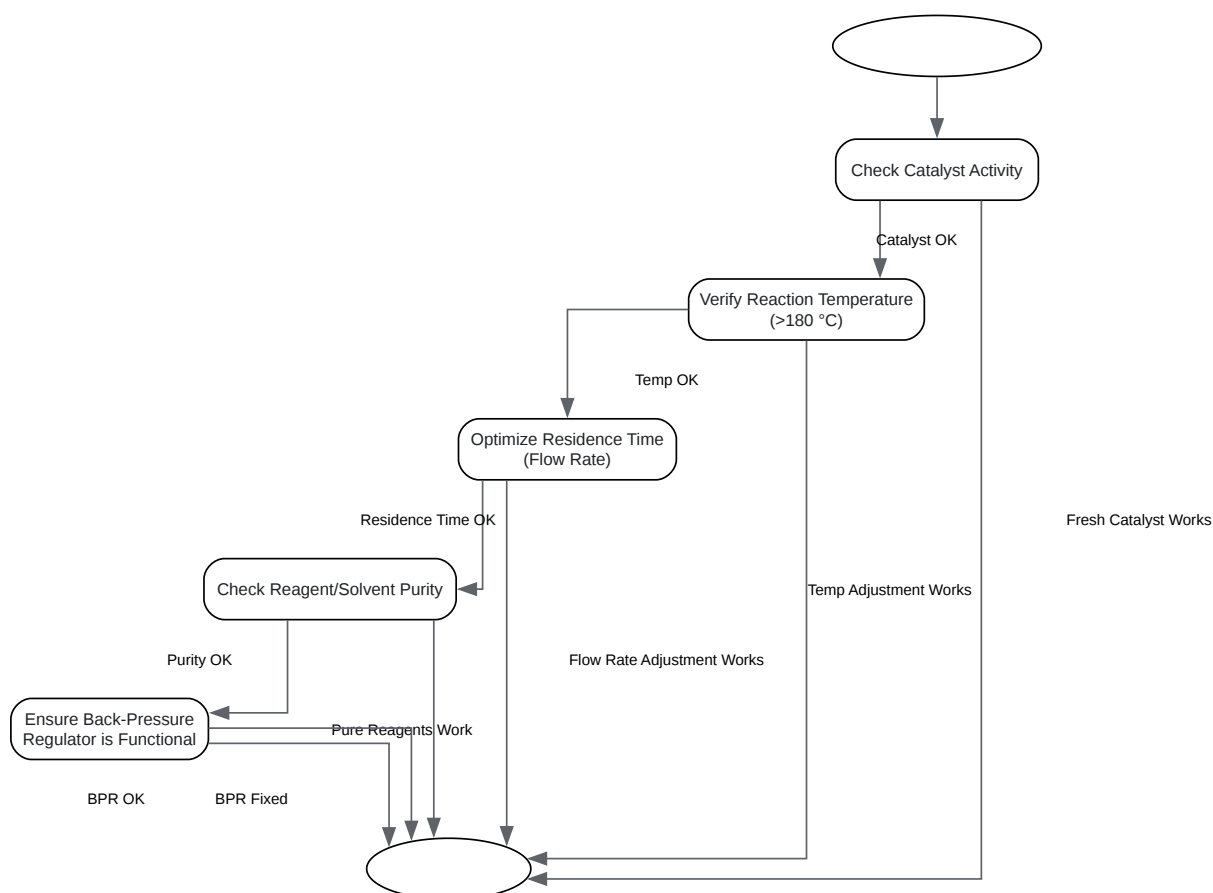 Check Catalyst Activity
Catalyst OK
Verify Reaction Temperature
(>180 °C)
Temp OK
Optimize Residence Time
(Flow Rate)
Residence Time OK
Fresh Catalyst Works
Check Reagent/Solvent Purity
Temp Adjustment Works
Purity OK
Flow Rate Adjustment Works
Ensure Back-Pressure
Regulator is Functional
Pure Reagents Work
BPR OK
BPR Fixed